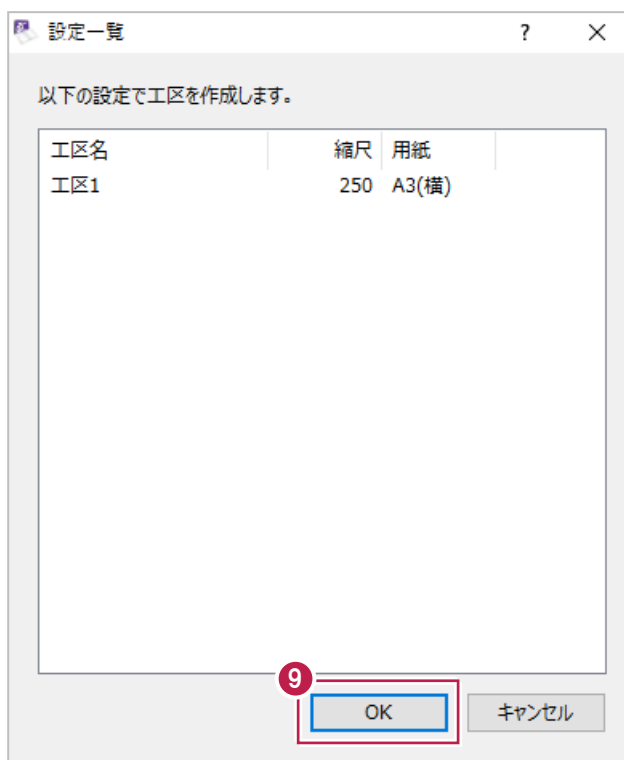 設定一覧 ?
以下の設定で工区を作成します。
工区名 縮尺 用紙
工区1 250 A3(横)
9
OK キャンセル